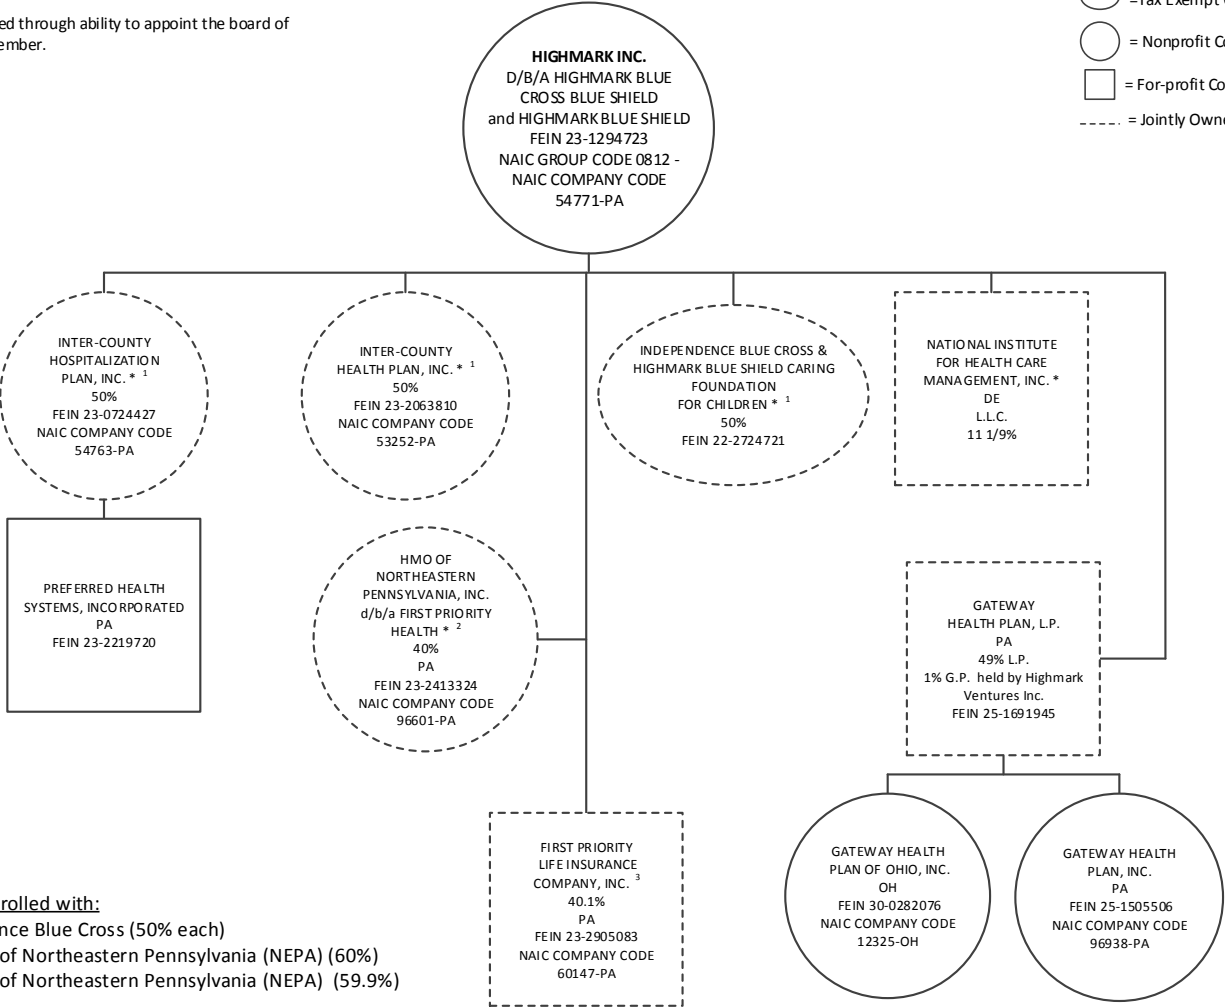 through ability to appoint the board of
= Nonprofit
= For-profit
= Jointly
HIGHMARK INC.
D/B/A HIGHMARK BLUE
CROSS BLUE SHIELD
and HIGHMARK BLUE SHIELD
FEIN 23-1294723
NAIC GROUP CODE 0812 -
NAIC COMPANY CODE
54771-PA
INTER-COUNTY
HOSPITALIZATION
PLAN, INC. * 1
50%
FEIN 23-0724427
NAIC COMPANY CODE
54763-PA
INTER-COUNTY
HEALTH PLAN, INC. * 1
50%
FEIN 23-2063810
NAIC COMPANY CODE
53252-PA
INDEPENDENCE BLUE CROSS &
HIGHMARK BLUE SHIELD CARING
FOUNDATION
FOR CHILDREN * 1
50%
FEIN 22-2724721
NATIONAL INSTITUTE
FOR HEALTH CARE
MANAGEMENT, INC. *
DE
L.L.C.
11 1/9%
PREFERRED HEALTH
SYSTEMS, INCORPORATED
PA
FEIN 23-2219720
HMO OF
NORTHEASTERN
PENNSYLVANIA, INC.
d/b/a FIRST PRIORITY
HEALTH * 2
40%
PA
FEIN 23-2413324
NAIC COMPANY CODE
96601-PA
GATEWAY
HEALTH PLAN, L.P.
PA
49% L.P.
1% G.P. held by Highmark
Ventures Inc.
FEIN 25-1691945
FIRST PRIORITY
LIFE INSURANCE
COMPANY, INC. 3
40.1%
PA
FEIN 23-2905083
NAIC COMPANY CODE
60147-PA
GATEWAY HEALTH
PLAN OF OHIO, INC.
OH
FEIN 30-0282076
NAIC COMPANY CODE
12325-OH
GATEWAY HEALTH
PLAN, INC.
PA
FEIN 25-1505506
NAIC COMPANY CODE
96938-PA
with:
Blue Cross (50% each)
of Northeastern Pennsylvania (NEPA) (60%)
of Northeastern Pennsylvania (NEPA) (59.9%)